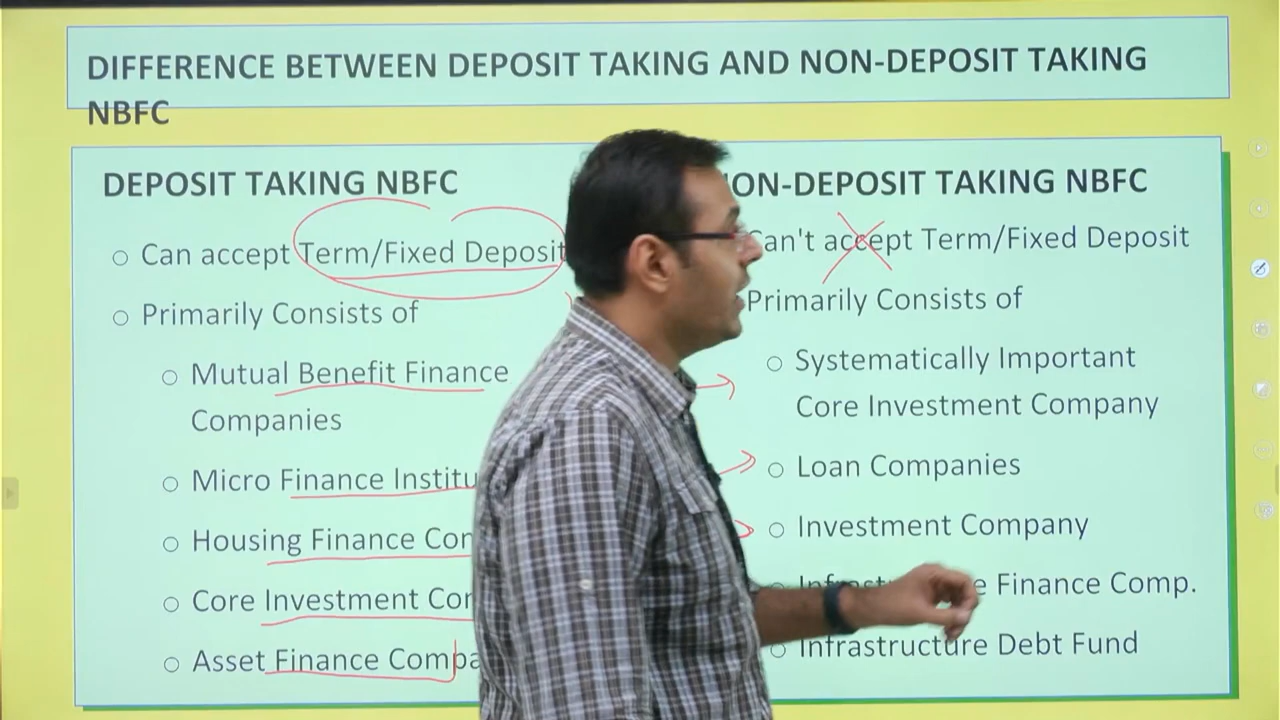 DIFFERENCE BETWEEN DEPOSIT TAKING AND NON-DEPOSIT TAKING
NBFC
DEPOSIT TAKING NBFC
Can accept Term/Fixed Deposit
Primarily Consists of
Mutual Benefit Finance
Companies
Micro Finance
Housing Finance
Core Investment
Asset Finance
ON-DEPOSIT TAKING NBFC
Can't accept Term/Fixed Deposit
Primarily Consists of
Systematically Important
Core Investment Company
Loan Companies
Investment Company
Finance Comp.
Infrastructure Debt Fund